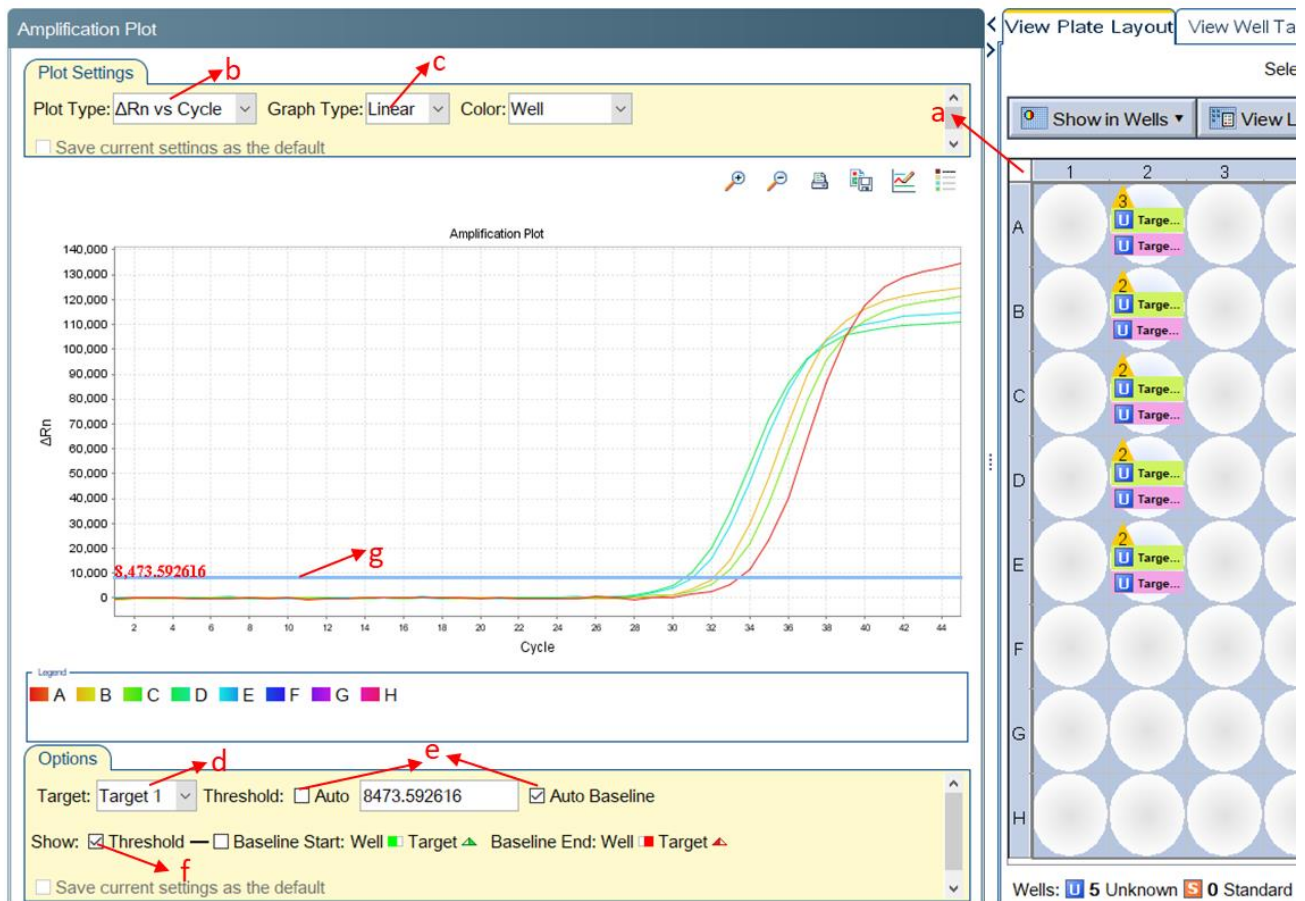 Amplification Plot
Plot Settings
b
c
Plot Type: ΔRn vs Cycle Graph Type: Linear Color: Well
Save current settings as the default
Amplification Plot
140,000
130,000
120,000
110,000
100,000
90,000
80,000
70,000
60,000
50,000
40,000
30,000
20,000
10,000
0
ΔRn
8,473.592616
g
2 4 6 8 10 12 14 16 18 20 22 24 26 28 30 32 34 36 38 40 42 44
Cycle
Legend
A B C D E F G H
Options
d
e
Target: Target 1 Threshold: Auto 8473.592616 Auto Baseline
Show: Threshold Baseline Start: Well Target Baseline End: Well Target
f
Save current settings as the default
View Plate Layout View Well Ta
Sele
a
Show in Wells ▾ View L
1 2 3
A
3
U Targe...
U Targe...
B
2
U Targe...
U Targe...
C
2
U Targe...
U Targe...
D
2
U Targe...
U Targe...
E
2
U Targe...
U Targe...
F
G
H
Wells: U 5 Unknown S 0 Standard